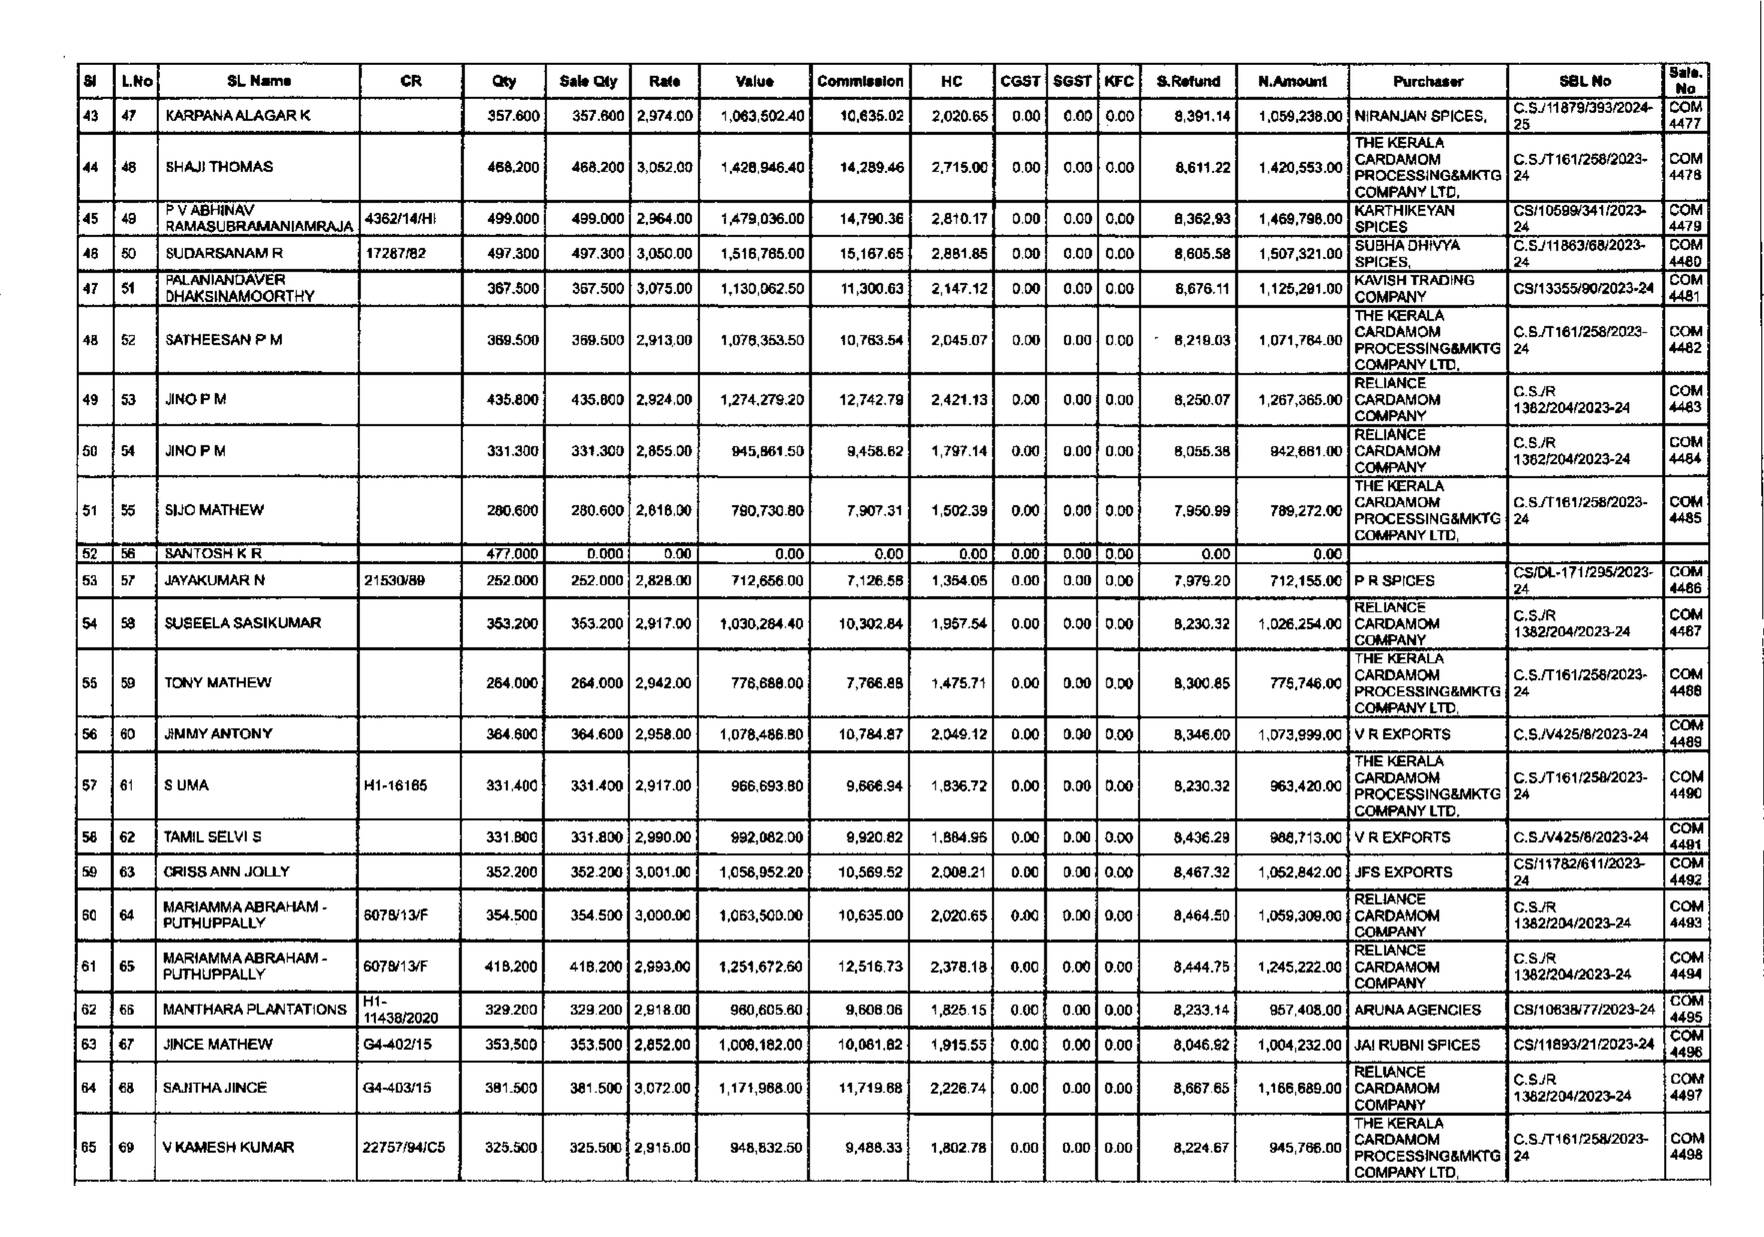 Sl L.No SL Name CR Qty Sale Qty Rate Value Commission HC CGST SGST KFC S.Refund N.Amount Purchaser SBL No Sale. No
43 47 KARPANA ALAGAR K 357.600 357.600 2,974.00 1,063,502.40 10,635.02 2,020.65 0.00 0.00 0.00 8,391.14 1,059,238.00 NIRANJAN SPICES, C.S./11879/393/2024-25 COM 4477
44 48 SHAJI THOMAS 468.200 468.200 3,052.00 1,428,946.40 14,289.46 2,715.00 0.00 0.00 0.00 8,611.22 1,420,553.00 THE KERALA CARDAMOM PROCESSING&MKTG COMPANY LTD, C.S./T161/258/2023-24 COM 4478
45 49 P V ABHINAV RAMASUBRAMANIAMRAJA 4362/14/HI 499.000 499.000 2,964.00 1,479,036.00 14,790.36 2,810.17 0.00 0.00 0.00 8,362.93 1,469,798.00 KARTHIKEYAN SPICES CS/10599/341/2023-24 COM 4479
46 50 SUDARSANAM R 17287/82 497.300 497.300 3,050.00 1,516,765.00 15,167.65 2,881.85 0.00 0.00 0.00 8,605.58 1,507,321.00 SUBHA DHIVYA SPICES, C.S./11863/68/2023-24 COM 4480
47 51 PALANIANDAVER DHAKSINAMOORTHY 367.500 367.500 3,075.00 1,130,062.50 11,300.63 2,147.12 0.00 0.00 0.00 8,676.11 1,125,291.00 KAVISH TRADING COMPANY CS/13355/90/2023-24 COM 4481
48 52 SATHEESAN P M 369.500 369.500 2,913.00 1,076,353.50 10,763.54 2,045.07 0.00 0.00 0.00 8,219.03 1,071,764.00 THE KERALA CARDAMOM PROCESSING&MKTG COMPANY LTD, C.S./T161/258/2023-24 COM 4482
49 53 JINO P M 435.800 435.800 2,924.00 1,274,279.20 12,742.79 2,421.13 0.00 0.00 0.00 8,250.07 1,267,365.00 RELIANCE CARDAMOM COMPANY C.S./R 1382/204/2023-24 COM 4483
50 54 JINO P M 331.300 331.300 2,855.00 945,861.50 9,458.62 1,797.14 0.00 0.00 0.00 8,055.38 942,661.00 RELIANCE CARDAMOM COMPANY C.S./R 1382/204/2023-24 COM 4484
51 55 SIJO MATHEW 280.600 280.600 2,818.00 790,730.80 7,907.31 1,502.39 0.00 0.00 0.00 7,950.99 789,272.00 THE KERALA CARDAMOM PROCESSING&MKTG COMPANY LTD, C.S./T161/258/2023-24 COM 4485
52 56 SANTOSH K R 477.000 0.000 0.00 0.00 0.00 0.00 0.00 0.00 0.00 0.00 0.00
53 57 JAYAKUMAR N 21530/89 252.000 252.000 2,828.00 712,656.00 7,126.56 1,354.05 0.00 0.00 0.00 7,979.20 712,155.00 P R SPICES CS/DL-171/295/2023-24 COM 4486
54 58 SUSEELA SASIKUMAR 353.200 353.200 2,917.00 1,030,284.40 10,302.84 1,957.54 0.00 0.00 0.00 8,230.32 1,026,254.00 RELIANCE CARDAMOM COMPANY C.S./R 1382/204/2023-24 COM 4487
55 59 TONY MATHEW 264.000 264.000 2,942.00 776,688.00 7,766.88 1,475.71 0.00 0.00 0.00 8,300.85 775,746.00 THE KERALA CARDAMOM PROCESSING&MKTG COMPANY LTD, C.S./T161/258/2023-24 COM 4488
56 60 JIMMY ANTONY 364.600 364.600 2,958.00 1,078,486.80 10,784.87 2,049.12 0.00 0.00 0.00 8,346.00 1,073,999.00 V R EXPORTS C.S./V425/8/2023-24 COM 4489
57 61 S UMA H1-16165 331.400 331.400 2,917.00 966,693.80 9,666.94 1,836.72 0.00 0.00 0.00 8,230.32 963,420.00 THE KERALA CARDAMOM PROCESSING&MKTG COMPANY LTD, C.S./T161/258/2023-24 COM 4490
58 62 TAMIL SELVI S 331.800 331.800 2,990.00 992,082.00 9,920.82 1,884.96 0.00 0.00 0.00 8,436.29 988,713.00 V R EXPORTS C.S./V425/8/2023-24 COM 4491
59 63 CRISS ANN JOLLY 352.200 352.200 3,001.00 1,056,952.20 10,569.52 2,008.21 0.00 0.00 0.00 8,467.32 1,052,842.00 JFS EXPORTS CS/11782/611/2023-24 COM 4492
60 64 MARIAMMA ABRAHAM - PUTHUPPALLY 6078/13/F 354.500 354.500 3,000.00 1,063,500.00 10,635.00 2,020.65 0.00 0.00 0.00 8,464.50 1,059,309.00 RELIANCE CARDAMOM COMPANY C.S./R 1382/204/2023-24 COM 4493
61 65 MARIAMMA ABRAHAM - PUTHUPPALLY 6078/13/F 418.200 418.200 2,993.00 1,251,672.60 12,516.73 2,378.18 0.00 0.00 0.00 8,444.75 1,245,222.00 RELIANCE CARDAMOM COMPANY C.S./R 1382/204/2023-24 COM 4494
62 66 MANTHARA PLANTATIONS H1-11438/2020 329.200 329.200 2,918.00 960,605.60 9,606.06 1,825.15 0.00 0.00 0.00 8,233.14 957,408.00 ARUNA AGENCIES CS/10638/77/2023-24 COM 4495
63 67 JINCE MATHEW G4-402/15 353.500 353.500 2,852.00 1,008,182.00 10,081.82 1,915.55 0.00 0.00 0.00 8,046.92 1,004,232.00 JAI RUBNI SPICES CS/11893/21/2023-24 COM 4496
64 68 SAJITHA JINCE G4-403/15 381.500 381.500 3,072.00 1,171,968.00 11,719.68 2,226.74 0.00 0.00 0.00 8,667.65 1,166,689.00 RELIANCE CARDAMOM COMPANY C.S./R 1382/204/2023-24 COM 4497
65 69 V KAMESH KUMAR 22757/94/C5 325.500 325.500 2,915.00 948,832.50 9,488.33 1,802.78 0.00 0.00 0.00 8,224.67 945,766.00 THE KERALA CARDAMOM PROCESSING&MKTG COMPANY LTD, C.S./T161/258/2023-24 COM 4498